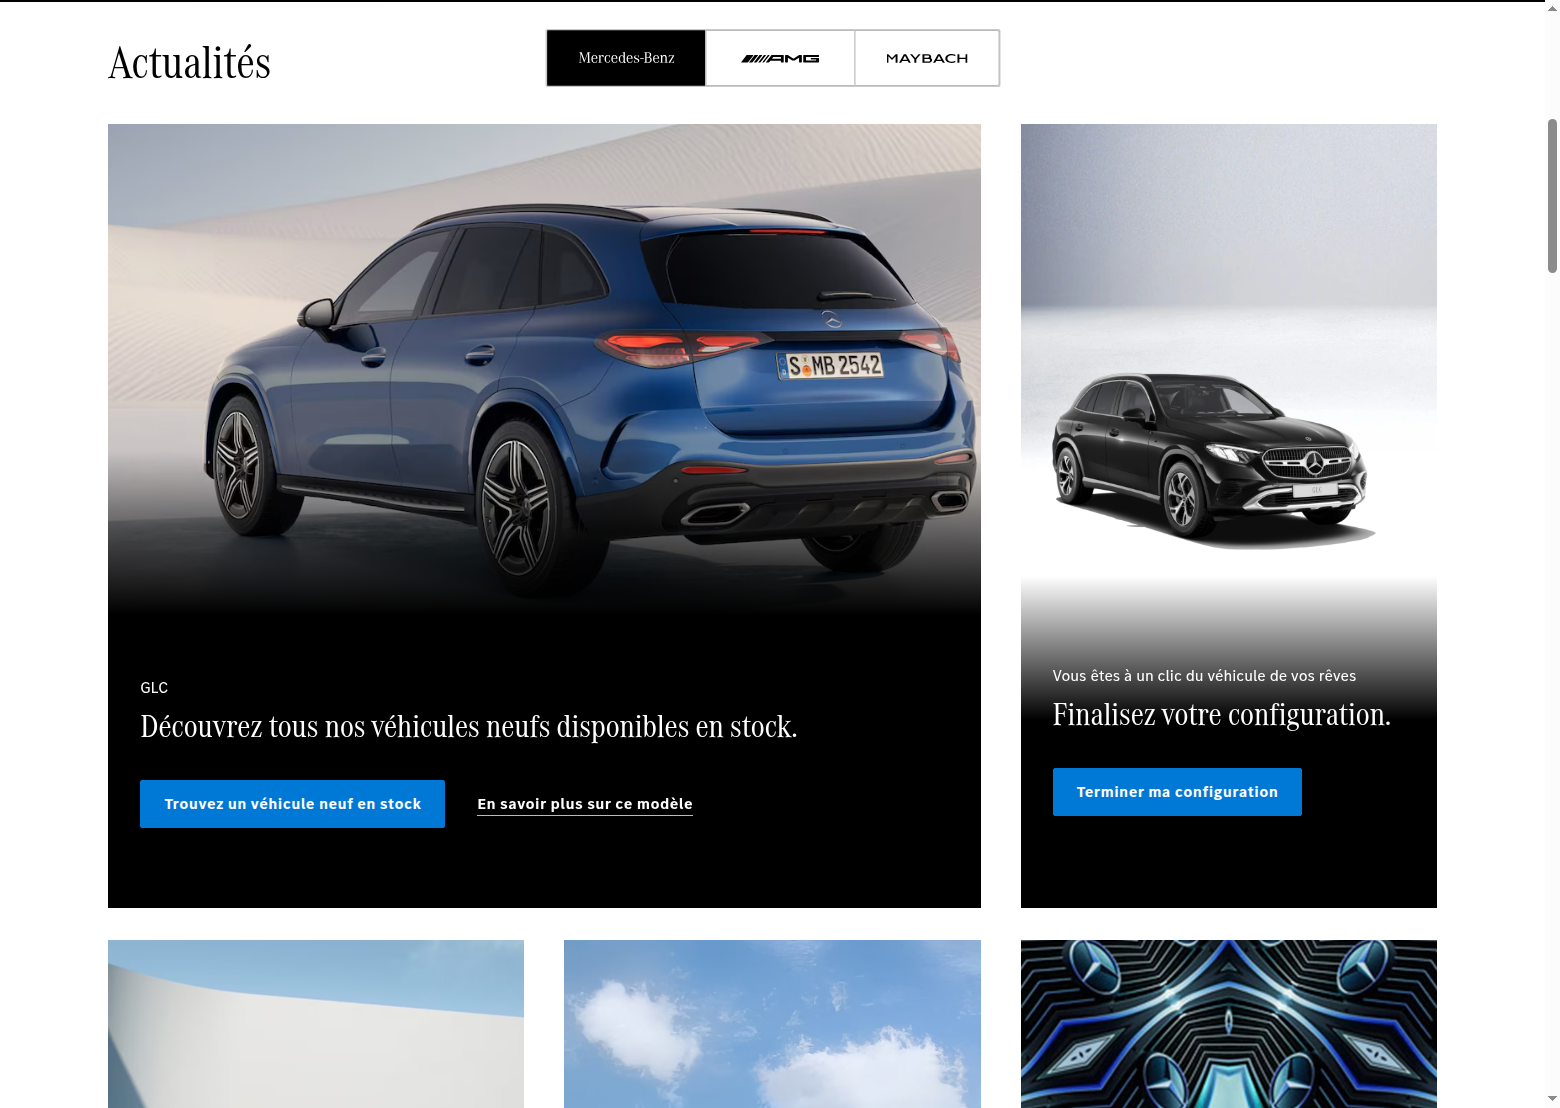 Actualités
Mercedes-Benz
AMG
MAYBACH
S MB 2542
GLC
GLC
Découvrez tous nos véhicules neufs disponibles en stock.
Trouvez un véhicule neuf en stock
En savoir plus sur ce modèle
Vous êtes à un clic du véhicule de vos rêves
Finalisez votre configuration.
Terminer ma configuration